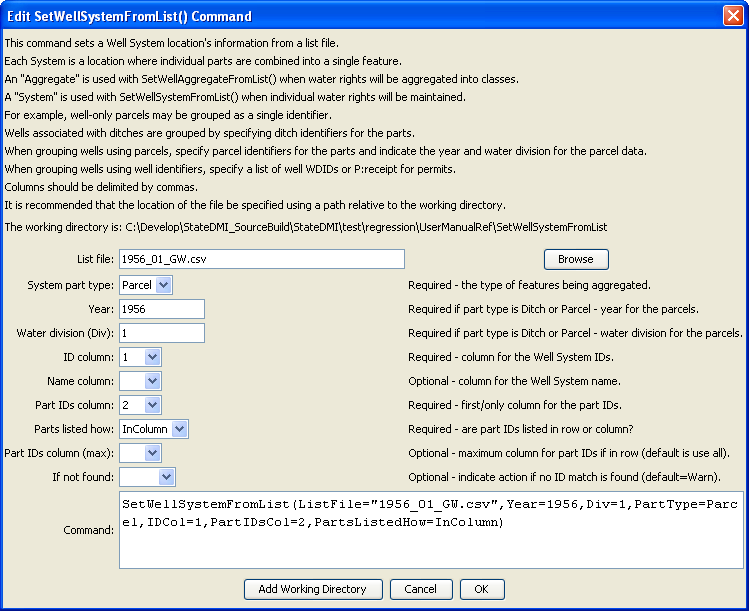 Edit SetWellSystemFromList() Command
This command sets a Well System location's information from a list file.
Each System is a location where individual parts are combined into a single feature.
An "Aggregate" is used with SetWellAggregateFromList() when water rights will be aggregated into classes.
A "System" is used with SetWellSystemFromList() when individual water rights will be maintained.
For example, well-only parcels may be grouped as a single identifier.
Wells associated with ditches are grouped by specifying ditch identifiers for the parts.
When grouping wells using parcels, specify parcel identifiers for the parts and indicate the year and water division for the parcel data.
When grouping wells using well identifiers, specify a list of well WDIDs or P:receipt for permits.
Columns should be delimited by commas.
It is recommended that the location of the file be specified using a path relative to the working directory.
The working directory is: C:\Develop\StateDMI_SourceBuild\StateDMI\test\regression\UserManualRef\SetWellSystemFromList
List file: 1956_01_GW.csv Browse
System part type: Parcel Required - the type of features being aggregated.
Year: 1956 Required if part type is Ditch or Parcel - year for the parcels.
Water division (Div): 1 Required if part type is Ditch or Parcel - water division for the parcels.
ID column: 1 Required - column for the Well System IDs.
Name column: Optional - column for the Well System name.
Part IDs column: 2 Required - first/only column for the part IDs.
Parts listed how: InColumn Required - are part IDs listed in row or column?
Part IDs column (max): Optional - maximum column for part IDs if in row (default is use all).
If not found: Optional - indicate action if no ID match is found (default=Warn).
SetWellSystemFromList(ListFile="1956_01_GW.csv",Year=1956,Div=1,PartType=Parc
el,IDCol=1,PartIDsCol=2,PartsListedHow=InColumn)
Command:
Add Working Directory Cancel OK